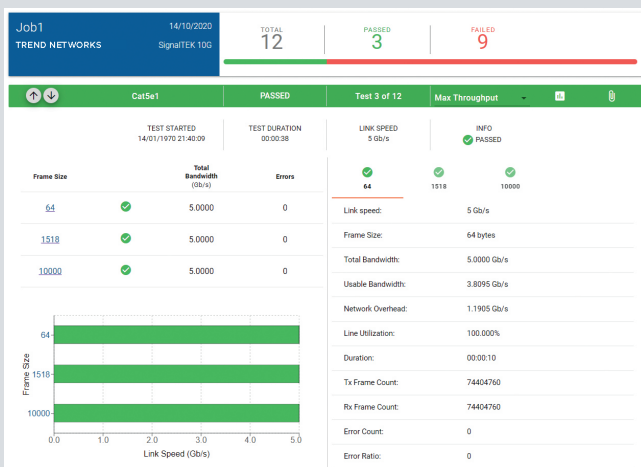 Job1 14/10/2020
TREND NETWORKS SignalTEK 10G
TOTAL
12
PASSED
3
FAILED
9
Cat5e1 PASSED Test 3 of 12 Max Throughput
TEST STARTED
14/01/1970 21:40:09
TEST DURATION
00:00:38
LINK SPEED
5 Gb/s
INFO
PASSED
Frame Size Total Bandwidth (Gb/s) Errors
64 5.0000 0
1518 5.0000 0
10000 5.0000 0
Frame Size
64
1518
10000
0.0 1.0 2.0 3.0 4.0 5.0
Link Speed (Gb/s)
64 1518 10000
Link speed: 5 Gb/s
Frame Size: 64 bytes
Total Bandwidth: 5.0000 Gb/s
Usable Bandwidth: 3.8095 Gb/s
Network Overhead: 1.1905 Gb/s
Line Utilization: 100.000%
Duration: 00:00:10
Tx Frame Count: 74404760
Rx Frame Count: 74404760
Error Count: 0
Error Ratio: 0